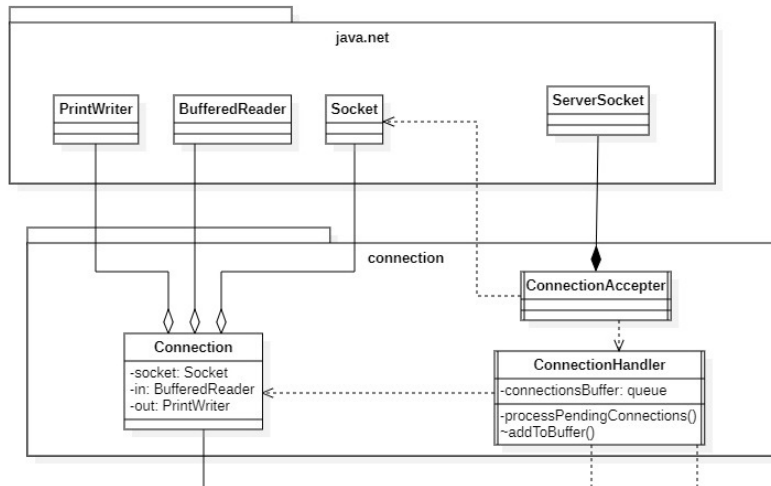 java.net
PrintWriter
BufferedReader
Socket
ServerSocket
connection
ConnectionAccepter
Connection
-socket: Socket
-in: BufferedReader
-out: PrintWriter
ConnectionHandler
-connectionsBuffer: queue
-processPendingConnections()
~addToBuffer()